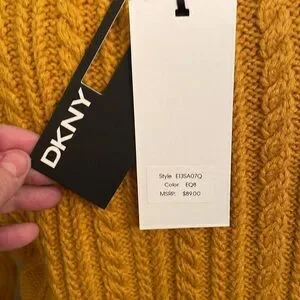 DKNY
Style E13SA07Q
Color EQ8
MSRP: $89.00